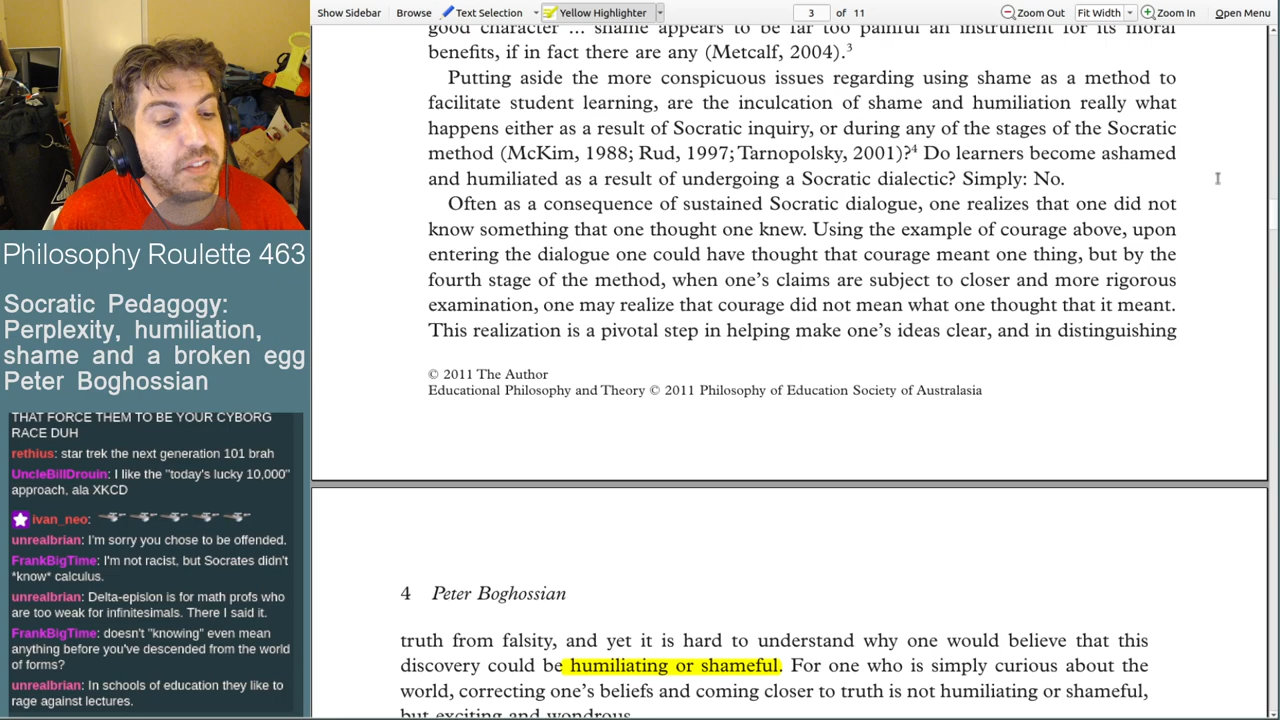 Show Sidebar Browse Text Selection Yellow Highlighter 3 of 11 Zoom Out Fit Width Zoom In Open Menu
good character ... shame appears to be far too painful an instrument for its moral
benefits, if in fact there are any (Metcalf, 2004).³
Putting aside the more conspicuous issues regarding using shame as a method to
facilitate student learning, are the inculcation of shame and humiliation really what
happens either as a result of Socratic inquiry, or during any of the stages of the Socratic
method (McKim, 1988; Rud, 1997; Tarnopolsky, 2001)?⁴ Do learners become ashamed
and humiliated as a result of undergoing a Socratic dialectic? Simply: No.
Often as a consequence of sustained Socratic dialogue, one realizes that one did not
know something that one thought one knew. Using the example of courage above, upon
entering the dialogue one could have thought that courage meant one thing, but by the
fourth stage of the method, when one's claims are subject to closer and more rigorous
examination, one may realize that courage did not mean what one thought that it meant.
This realization is a pivotal step in helping make one's ideas clear, and in distinguishing
© 2011 The Author
Educational Philosophy and Theory © 2011 Philosophy of Education Society of Australasia
4 Peter Boghossian
truth from falsity, and yet it is hard to understand why one would believe that this
discovery could be humiliating or shameful. For one who is simply curious about the
world, correcting one's beliefs and coming closer to truth is not humiliating or shameful,
but exciting and wondrous.
Philosophy Roulette 463
Socratic Pedagogy:
Perplexity, humiliation,
shame and a broken egg
Peter Boghossian
THAT FORCE THEM TO BE YOUR CYBORG
RACE DUH
rethius: star trek the next generation 101 brah
UncleBillDrouin: I like the "today's lucky 10,000"
approach, ala XKCD
ivan_neo:
unrealbrian: I'm sorry you chose to be offended.
FrankBigTime: I'm not racist, but Socrates didn't
*know* calculus.
unrealbrian: Delta-epislon is for math profs who
are too weak for infinitesimals. There I said it.
FrankBigTime: doesn't "knowing" even mean
anything before you've descended from the world
of forms?
unrealbrian: In schools of education they like to
rage against lectures.